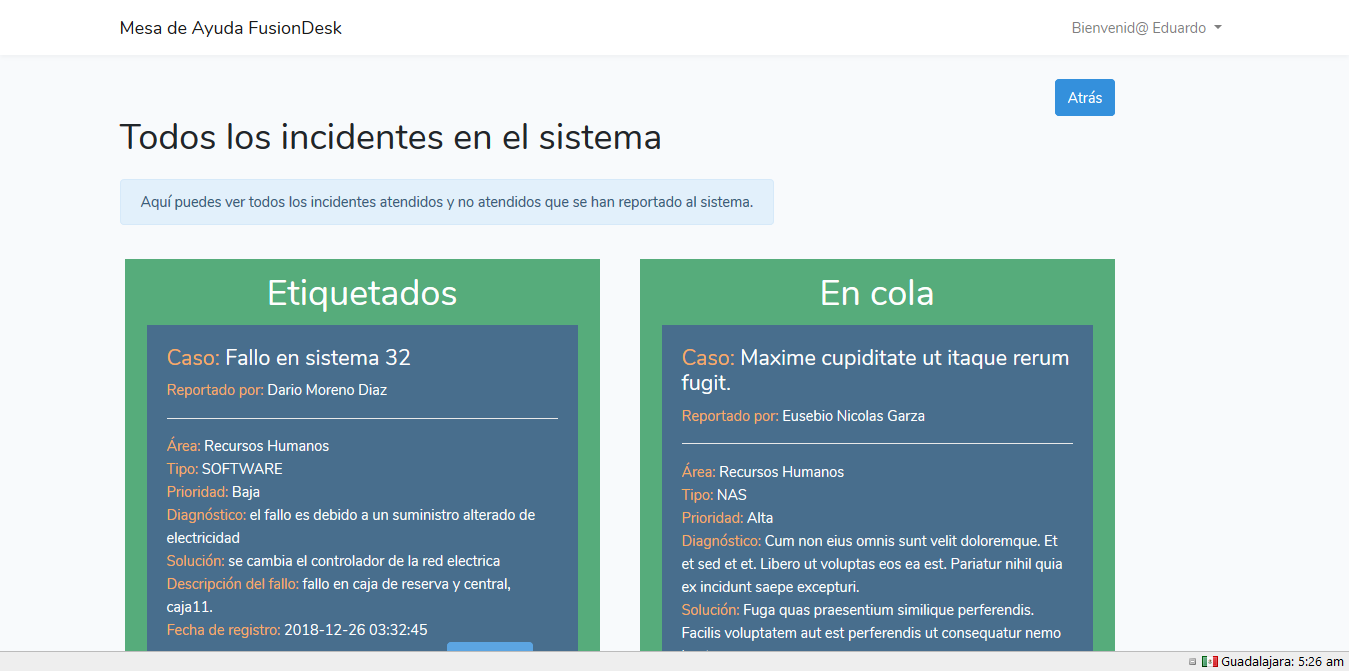 Mesa de Ayuda FusionDesk
Bienvenid@ Eduardo
Atrás
Todos los incidentes en el sistema
Aquí puedes ver todos los incidentes atendidos y no atendidos que se han reportado al sistema.
Etiquetados
Caso: Fallo en sistema 32
Reportado por: Dario Moreno Diaz
Área: Recursos Humanos
Tipo: SOFTWARE
Prioridad: Baja
Diagnóstico: el fallo es debido a un suministro alterado de
electricidad
Solución: se cambia el controlador de la red electrica
Descripción del fallo: fallo en caja de reserva y central,
caja11.
Fecha de registro: 2018-12-26 03:32:45
En cola
Caso: Maxime cupiditate ut itaque rerum
fugit.
Reportado por: Eusebio Nicolas Garza
Área: Recursos Humanos
Tipo: NAS
Prioridad: Alta
Diagnóstico: Cum non eius omnis sunt velit doloremque. Et
et sed et et. Libero ut voluptas eos ea est. Pariatur nihil quia
ex incidunt saepe excepturi.
Solución: Fuga quas praesentium similique perferendis.
Facilis voluptatem aut est perferendis ut consequatur nemo
Guadalajara: 5:26 am